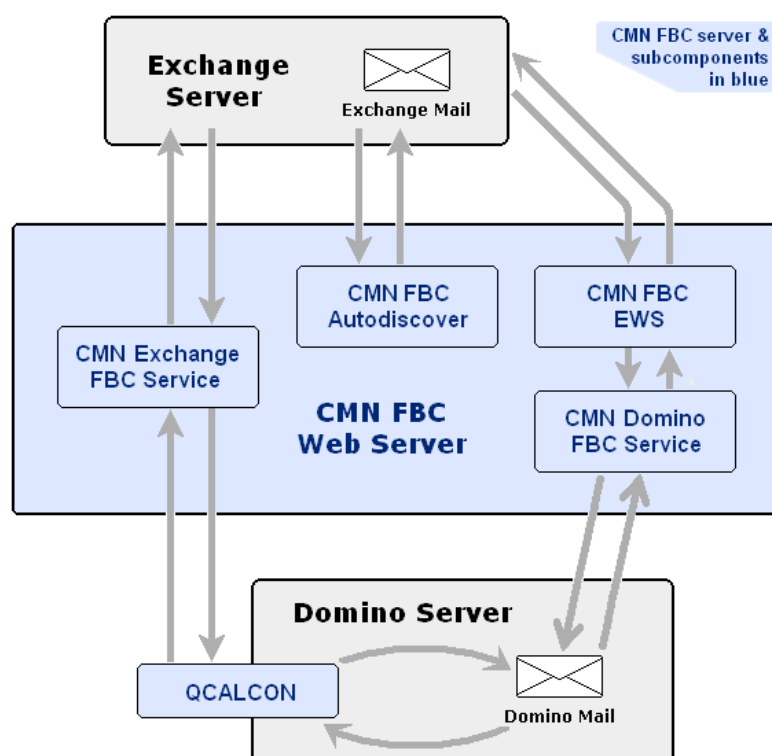 CMN FBC server &
subcomponents
in blue
Exchange
Server
Exchange Mail
CMN FBC
Autodiscover
CMN FBC
EWS
CMN Exchange
FBC Service
CMN FBC
Web Server
CMN Domino
FBC Service
Domino Server
QCALCON
Domino Mail